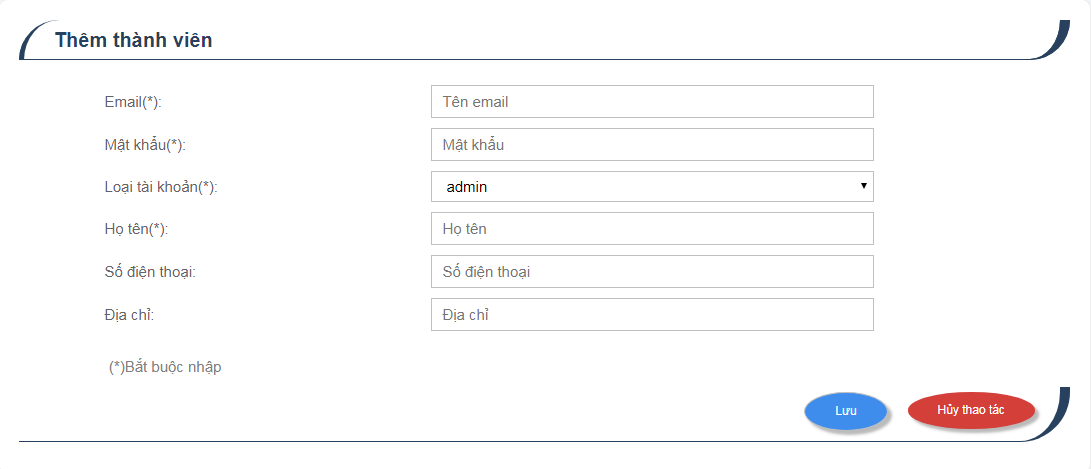 Thêm thành viên
Email(*): Tên email
Mật khẩu(*): Mật khẩu
Loại tài khoản(*): admin
Họ tên(*): Họ tên
Số điện thoại: Số điện thoại
Địa chỉ: Địa chỉ
(*)Bắt buộc nhập
Lưu Hủy thao tác